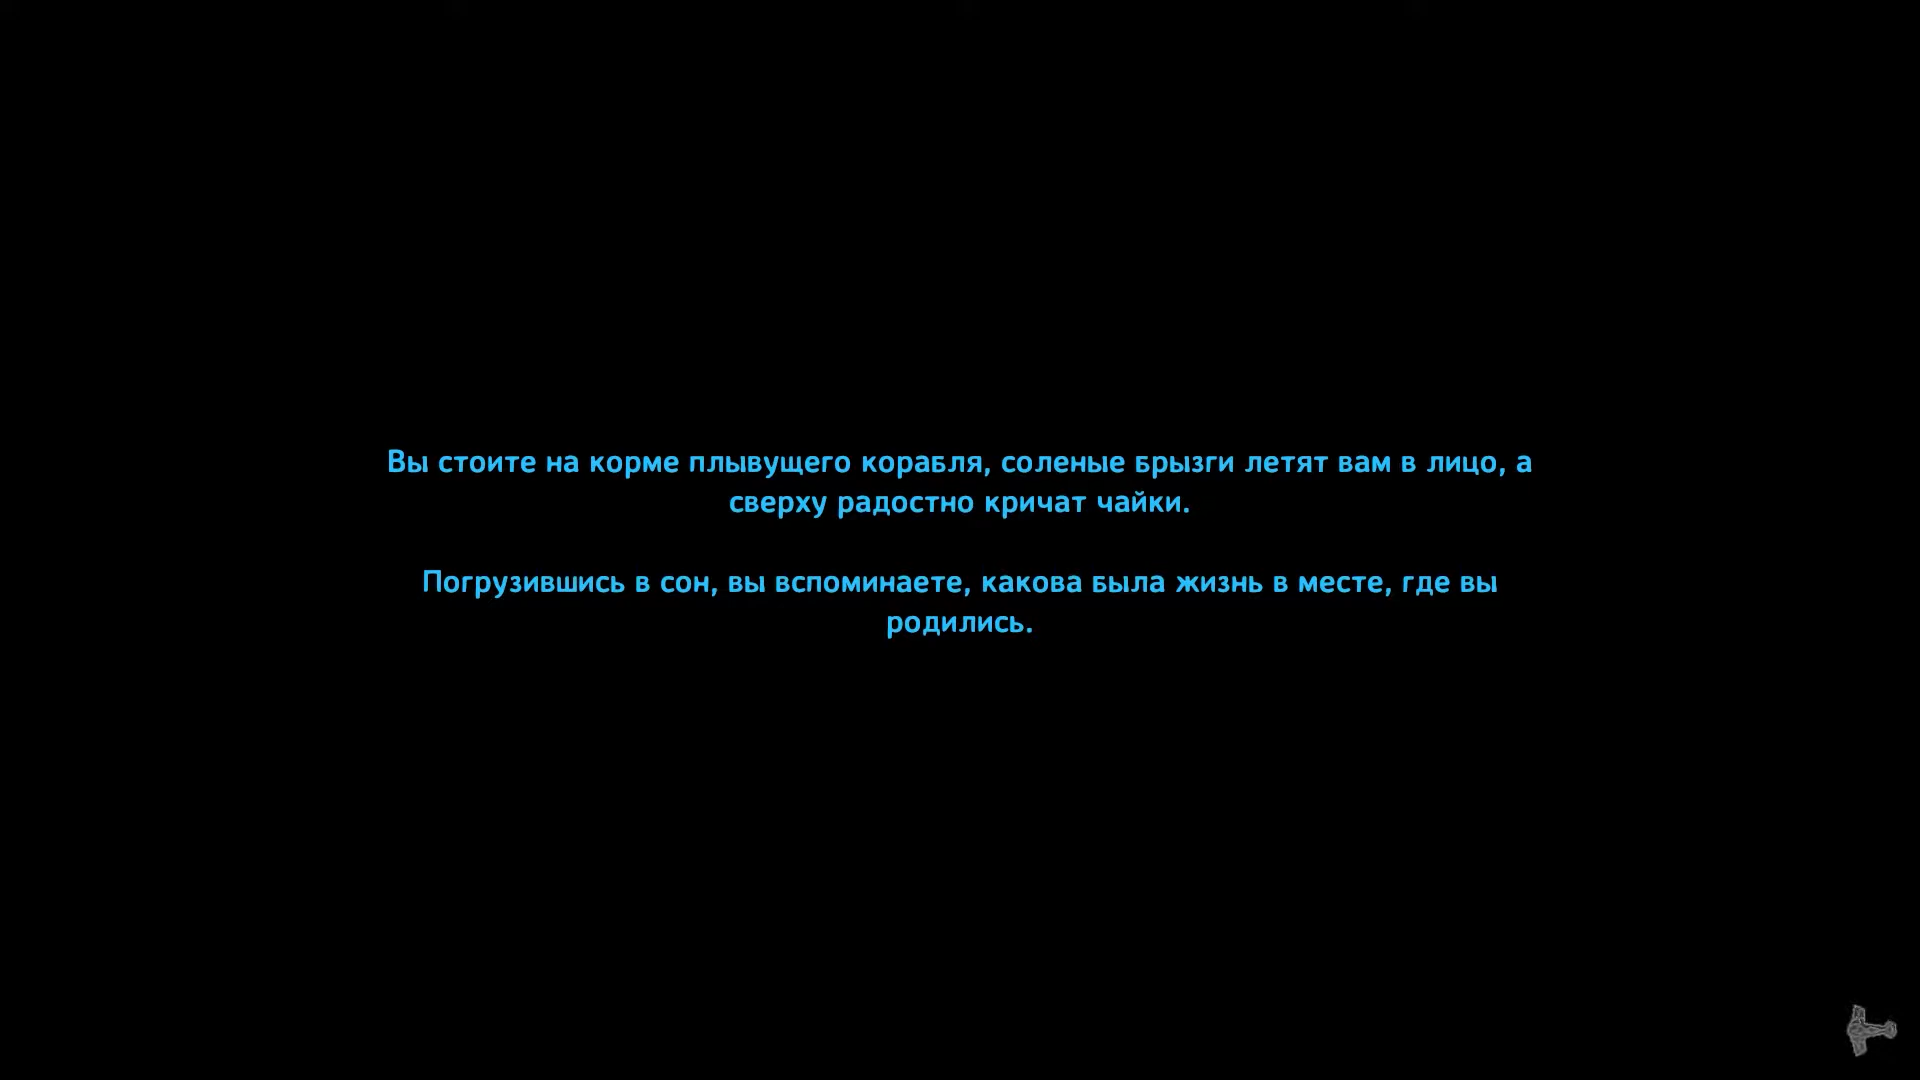 Вы стоите на корме плывущего корабля, соленые брызги летят вам в лицо, а
сверху радостно кричат чайки.
Погрузившись в сон, вы вспоминаете, какова была жизнь в месте, где вы
родились.